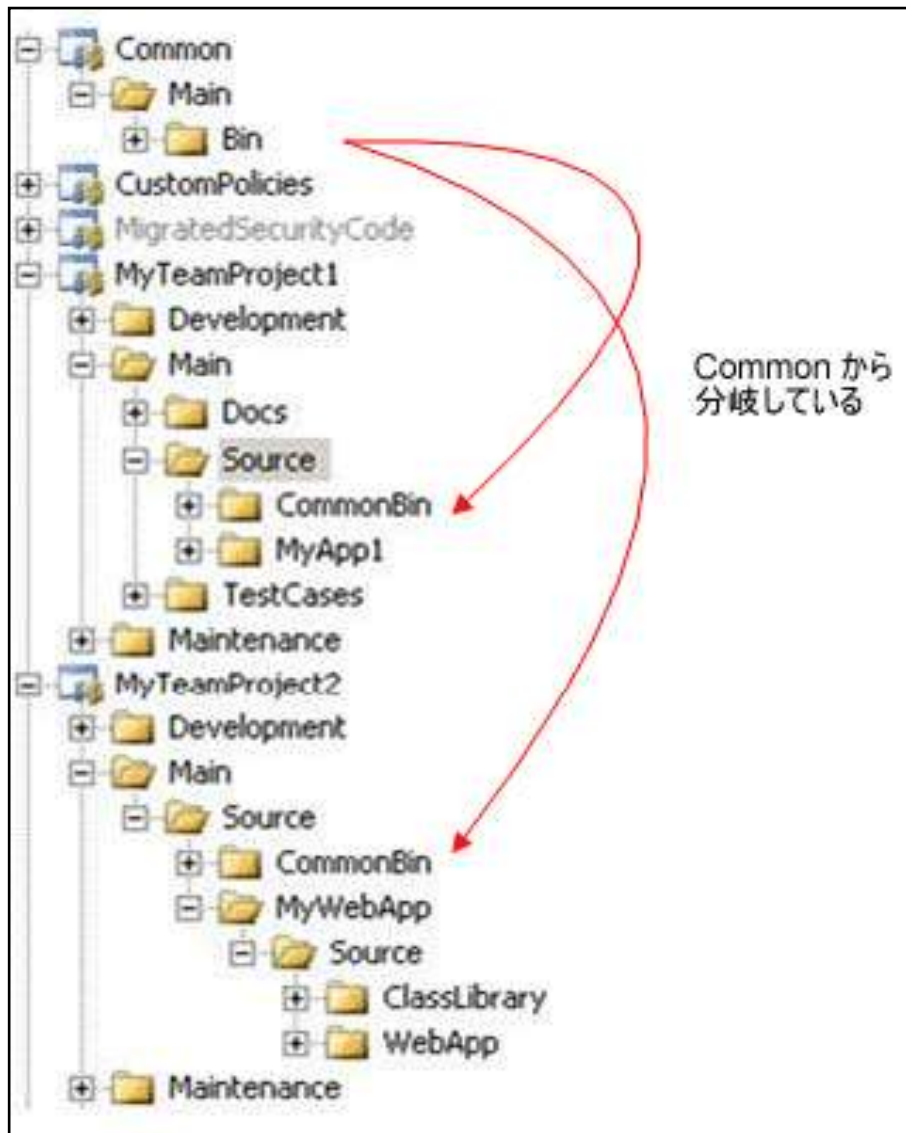 Common
Main
Bin
CustomPolicies
MigratedSecurityCode
MyTeamProject1
Development
Main
Docs
Source
CommonBin
MyApp1
TestCases
Maintenance
MyTeamProject2
Development
Main
Source
CommonBin
MyWebApp
Source
ClassLibrary
WebApp
Maintenance
Common から
分岐している